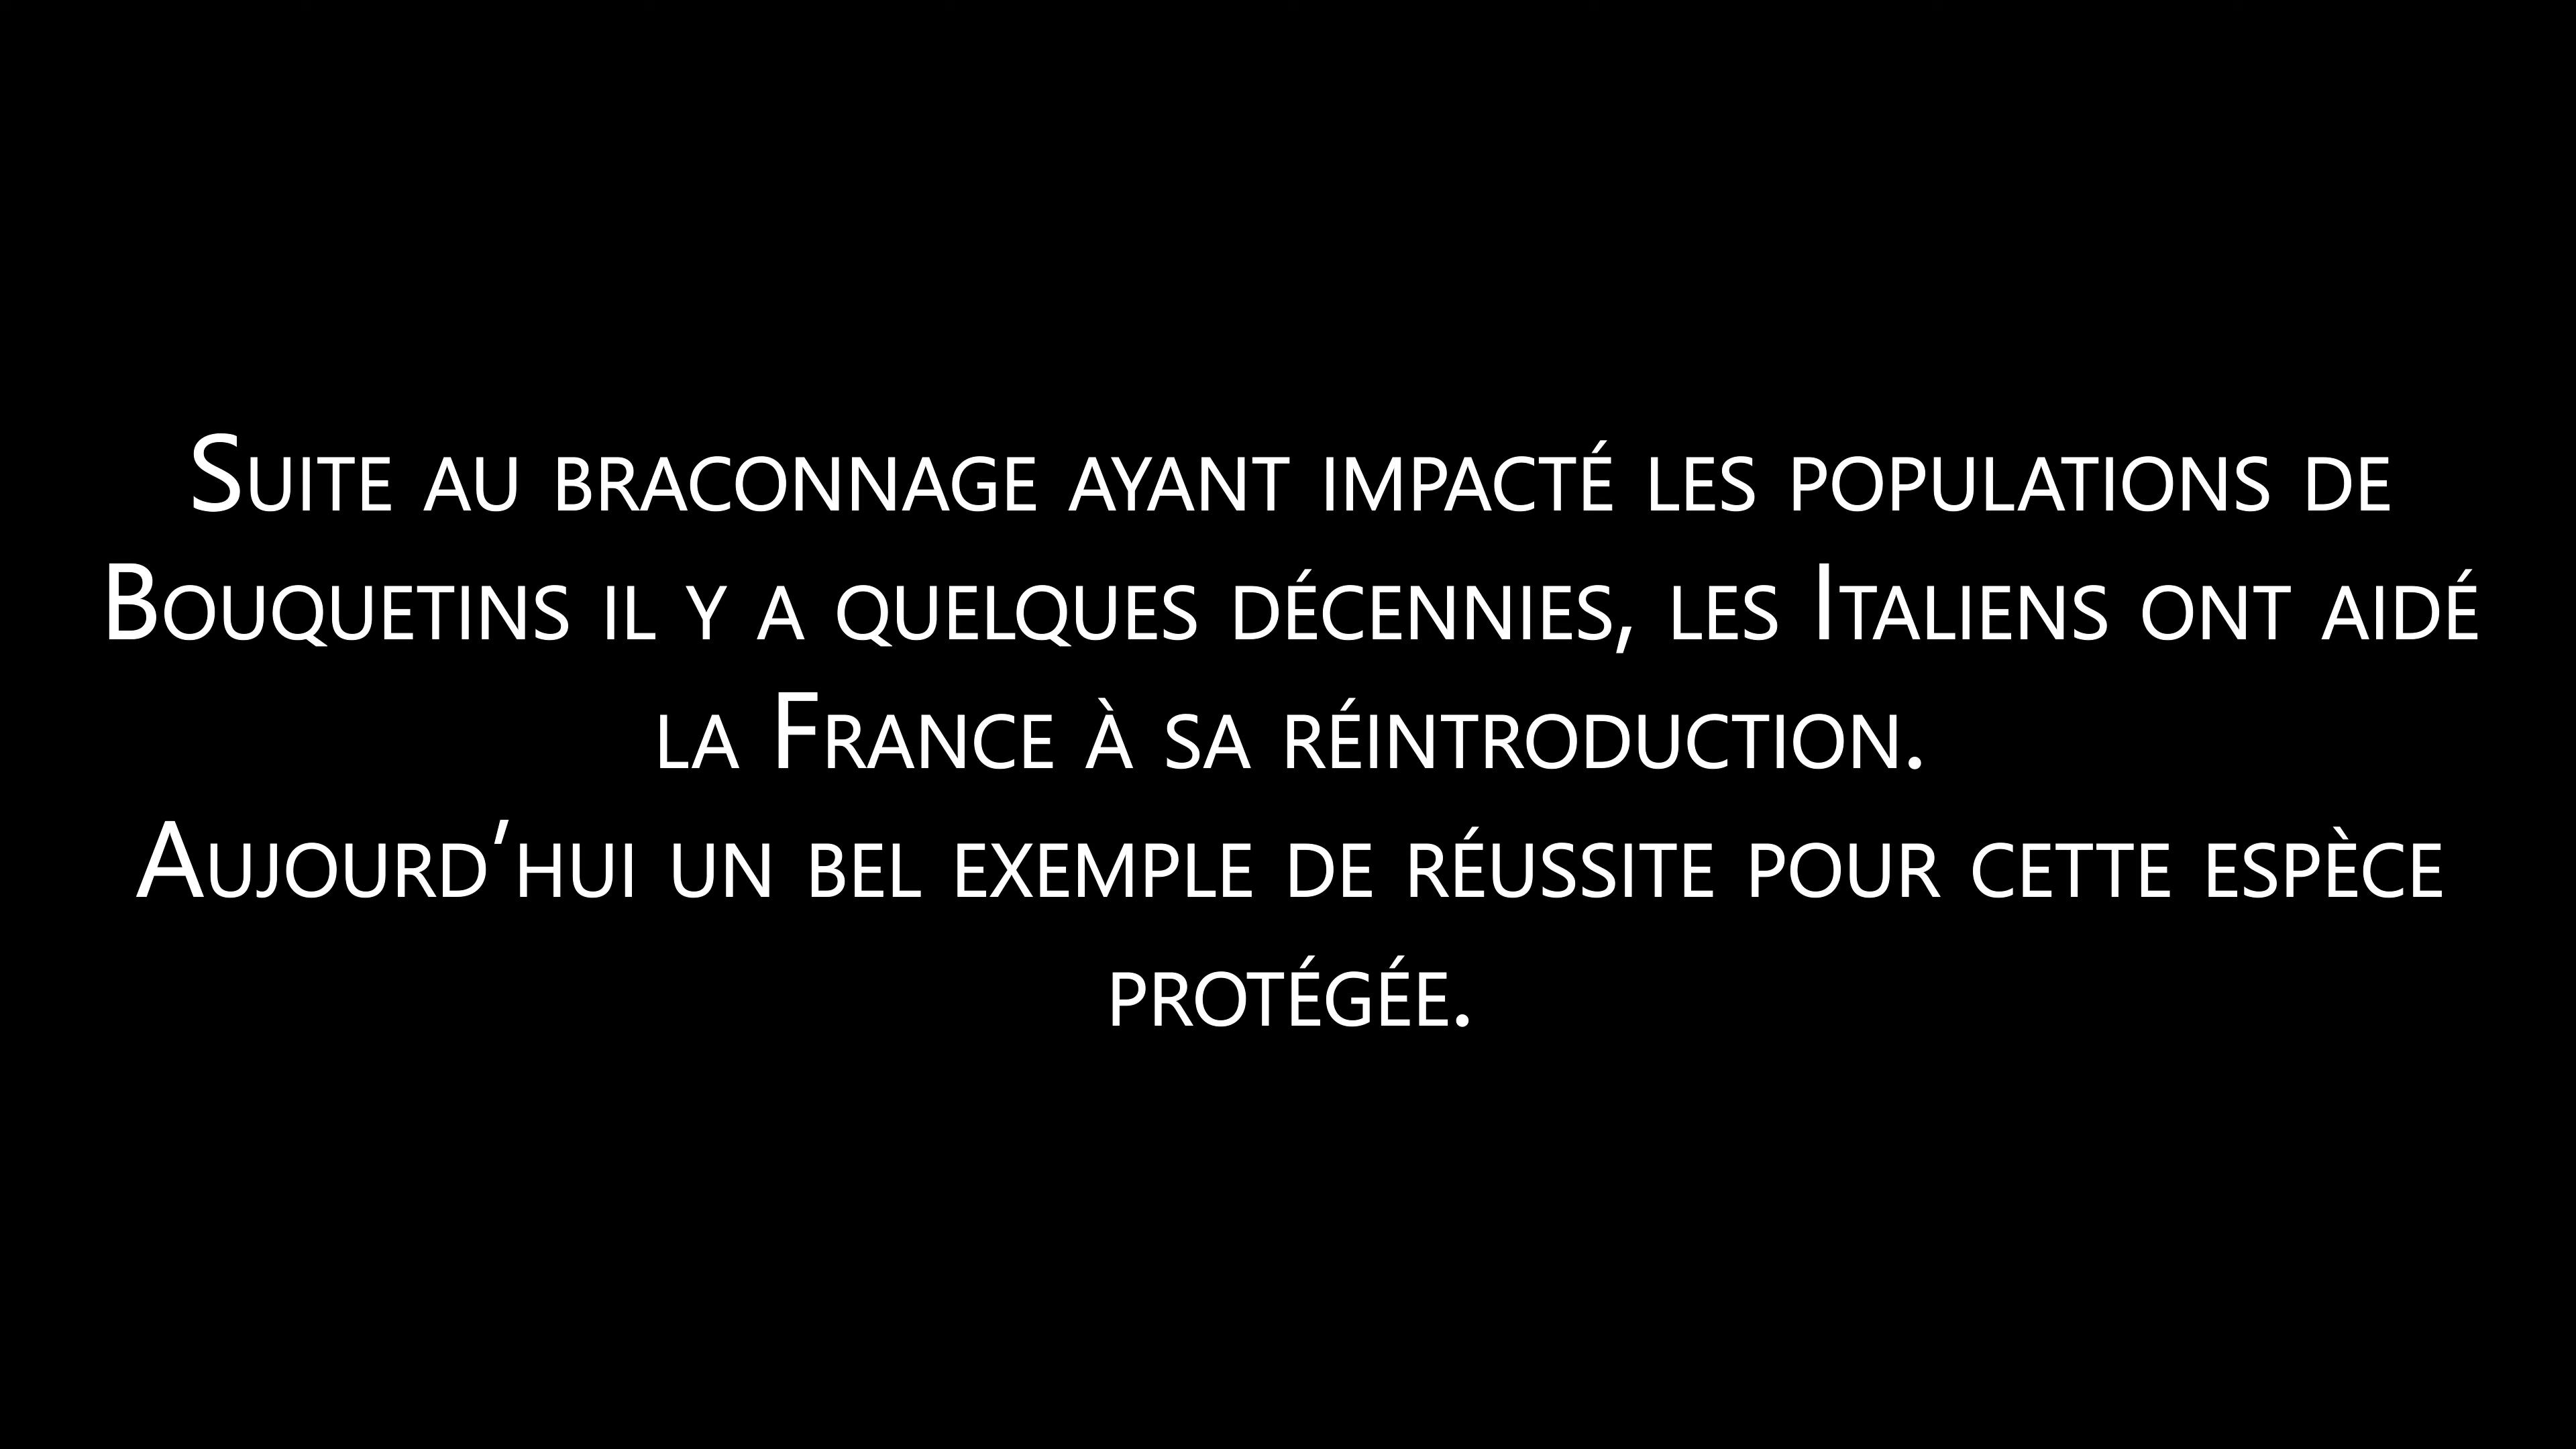 Suite au braconnage ayant impacté les populations de
Bouquetins il y a quelques décennies, les Italiens ont aidé
la France à sa réintroduction.
Aujourd’hui un bel exemple de réussite pour cette espèce
protégée.